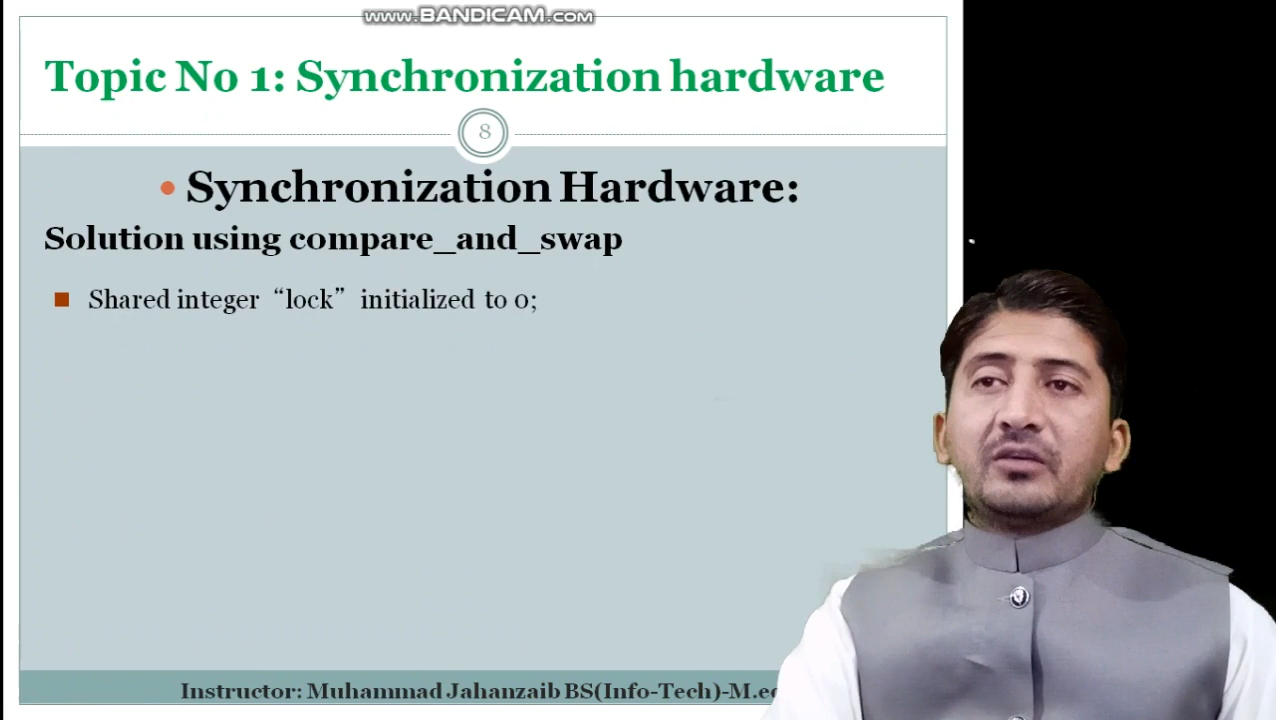 www.BANDICAM.com
Topic No 1: Synchronization hardware
8
Synchronization Hardware:
Solution using compare_and_swap
Shared integer “lock” initialized to 0;
Instructor: Muhammad Jahanzaib BS(Info-Tech)-M.ed